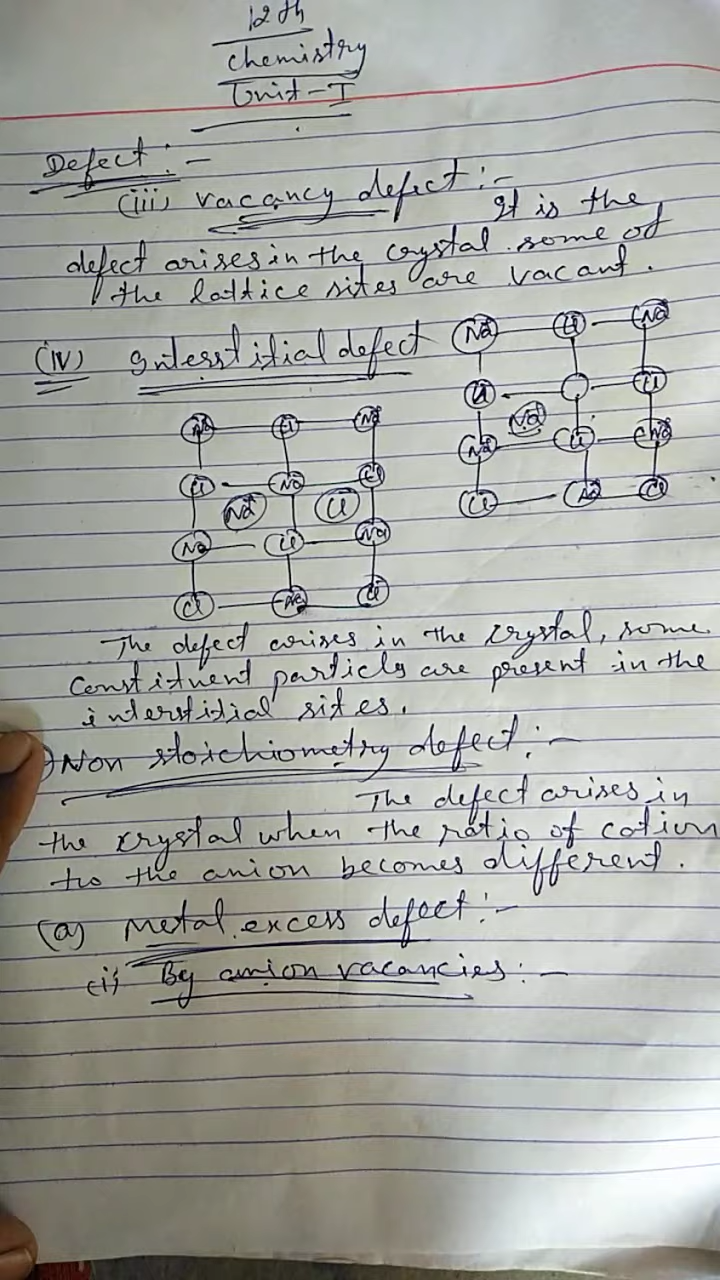 12th
Chemistry
Unit-I
Defect:-
(iii) vacancy defect:-
It is the
defect arises in the crystal some of
the lattice sites are vacant.
(iv) Interstitial defect
Na Cl Na
Cl Cl
Na
Na Cl Na
Cl Na Cl
Na Cl Na
Cl Na Cl
Na Cl
Na Cl Na
Cl Na Cl
The defect arises in the crystal, some
constituent particls are present in the
interstitial sites.
Non stoichiometry defect:-
The defect arises in
the crystal when the ratio of cation
to the anion becomes different.
(a) Metal excess defect:-
(i) By anion vacancies:-